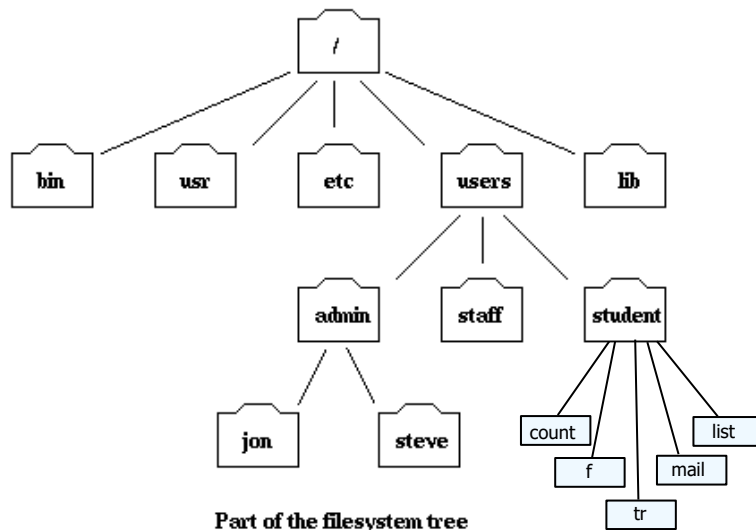 /
bin usr etc users lib
admin staff student
jon steve count list
f mail
tr
Part of the filesystem tree